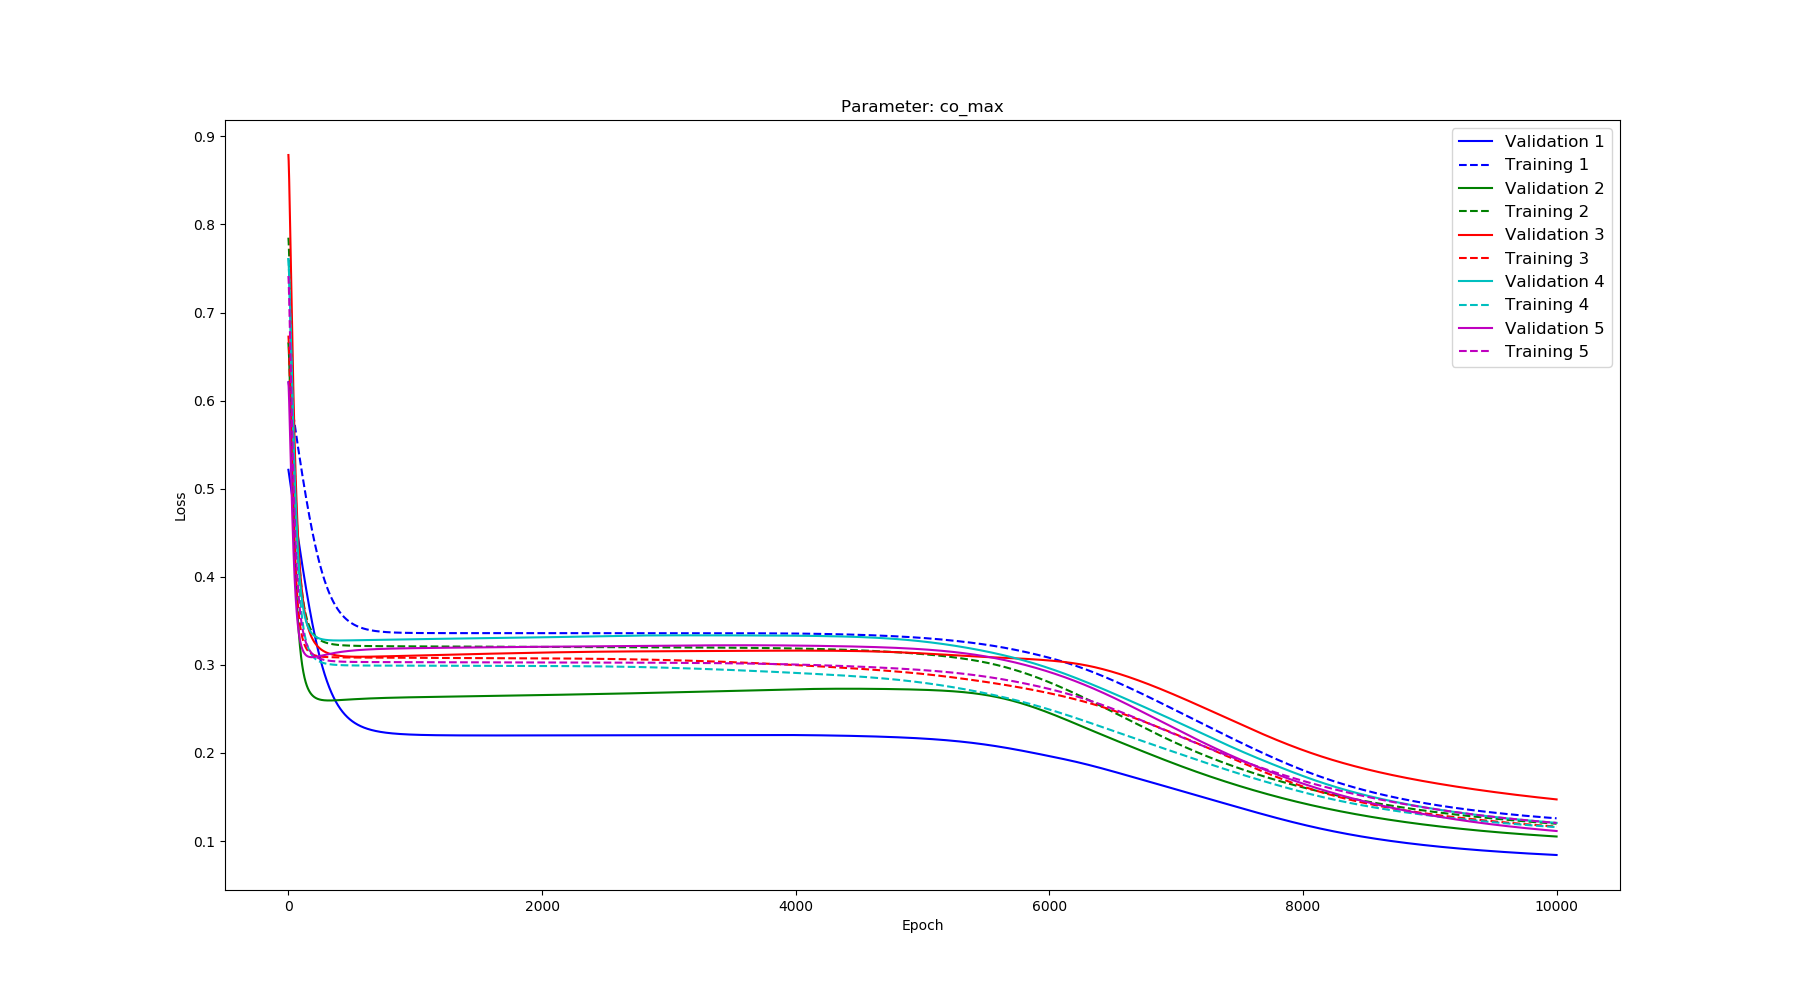 Parameter: co_max
0.9
0.8
0.7
0.6
0.5
0.4
0.3
0.2
0.1
Loss
0
2000
4000
6000
8000
10000
Epoch
Validation 1
Training 1
Validation 2
Training 2
Validation 3
Training 3
Validation 4
Training 4
Validation 5
Training 5